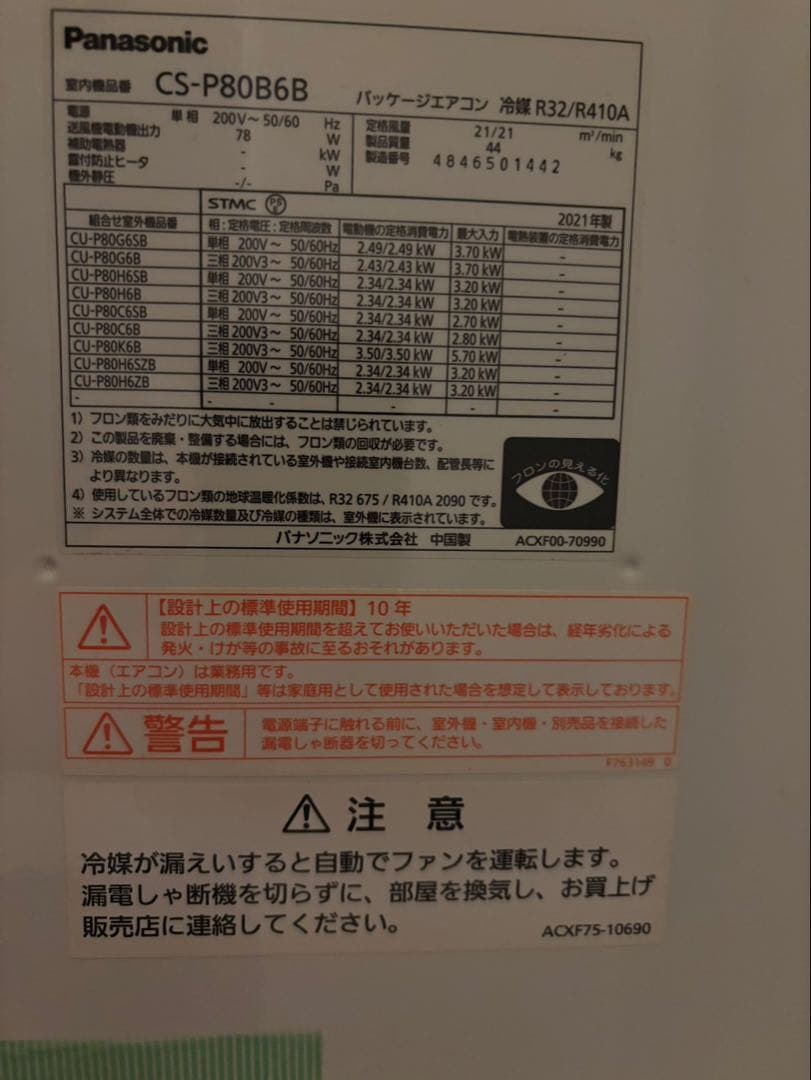 Panasonic
室内機品番 CS-P80B6B パッケージエアコン 冷媒 R32/R410A
電源 単相 200V～ 50/60 Hz
送風機電動機出力 78 W
補助電熱器 - kW
露付防止ヒータ - W
機外静圧 -/- Pa
定格風量 21/21 m³/min
製品質量 44 kg
製造番号 4846501442
STMC PSE 2021年製
組合せ室外機品番 相:定格電圧:定格周波数 電動機の定格消費電力 最大入力 電熱装置の定格消費電力
CU-P80G6SB 単相 200V～ 50/60Hz 2.49/2.49 kW 3.70 kW -
CU-P80G6B 三相 200V3～ 50/60Hz 2.43/2.43 kW 3.70 kW -
CU-P80H6SB 単相 200V～ 50/60Hz 2.34/2.34 kW 3.20 kW -
CU-P80H6B 三相 200V3～ 50/60Hz 2.34/2.34 kW 3.20 kW -
CU-P80C6SB 単相 200V～ 50/60Hz 2.34/2.34 kW 2.70 kW -
CU-P80C6B 三相 200V3～ 50/60Hz 2.34/2.34 kW 2.80 kW -
CU-P80K6B 三相 200V3～ 50/60Hz 3.50/3.50 kW 5.70 kW -
CU-P80H6SZB 単相 200V～ 50/60Hz 2.34/2.34 kW 3.20 kW -
CU-P80H6ZB 三相 200V3～ 50/60Hz 2.34/2.34 kW 3.20 kW -
- - - - - -
1) フロン類をみだりに大気中に放出することは禁じられています。
2) この製品を廃棄・整備する場合には、フロン類の回収が必要です。
3) 冷媒の数量は、本機が接続されている室外機や接続室内機台数、配管長等に
より異なります。
4) 使用しているフロン類の地球温暖化係数は、R32 675 / R410A 2090 です。
※ システム全体での冷媒数量及び冷媒の種類は、室外機に表示されています。
フロンの見える化
パナソニック株式会社 中国製 ACXF00-70990
【設計上の標準使用期間】10 年
設計上の標準使用期間を超えてお使いいただいた場合は、経年劣化による
発火・けが等の事故に至るおそれがあります。
本機（エアコン）は業務用です。
「設計上の標準使用期間」等は家庭用として使用された場合を想定して表示しております。
警告
電源端子に触れる前に、室外機・室内機・別売品を接続した
漏電しゃ断器を切ってください。
F763148 0
注 意
冷媒が漏えいすると自動でファンを運転します。
漏電しゃ断機を切らずに、部屋を換気し、お買上げ
販売店に連絡してください。
ACXF75-10690